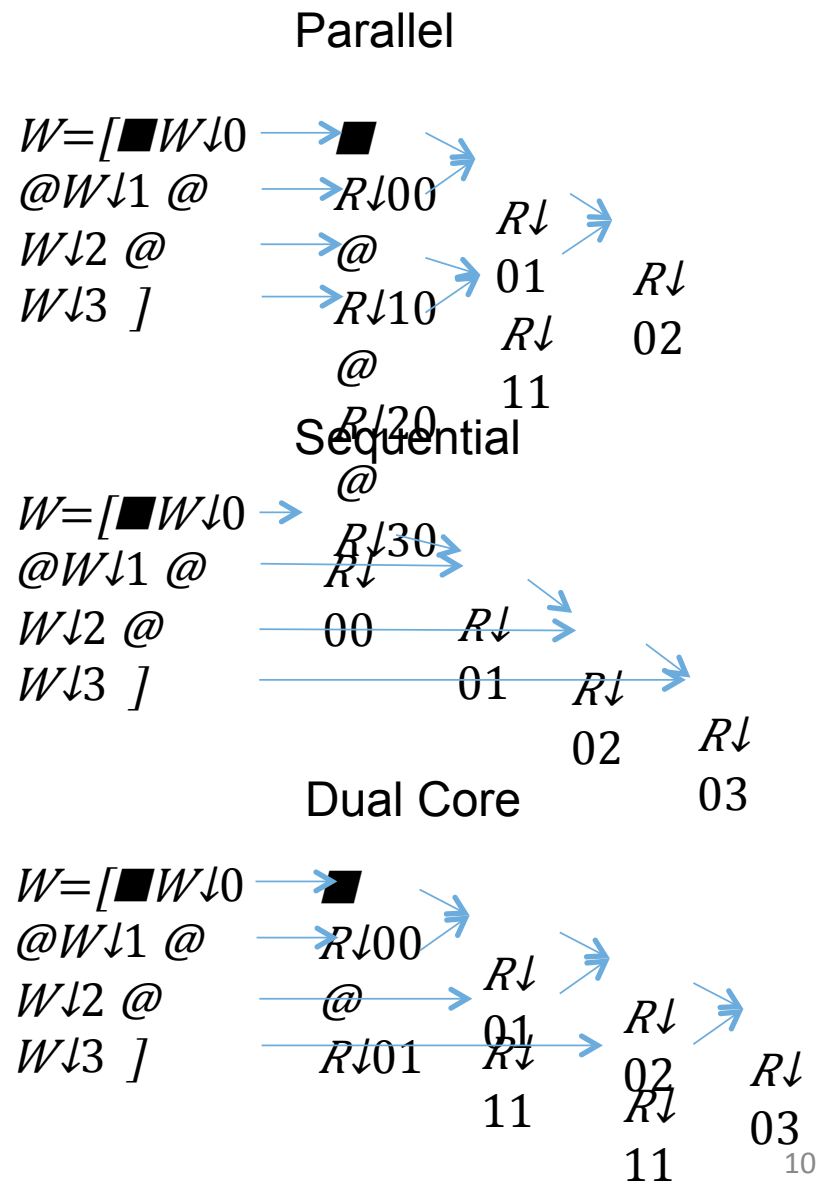 Parallel
W=[■W↓0
@W↓1 @
W↓2 @
W↓3 ]
■
R↓00
@
R↓10
@
R↓20
@
R↓30
R↓
01
R↓
11
R↓
02
Sequential
W=[■W↓0
@W↓1 @
W↓2 @
W↓3 ]
R↓
00
R↓
01
R↓
02
R↓
03
Dual Core
W=[■W↓0
@W↓1 @
W↓2 @
W↓3 ]
■
R↓00
@
R↓01
R↓
01
R↓
11
R↓
02
R↓
11
R↓
03
10